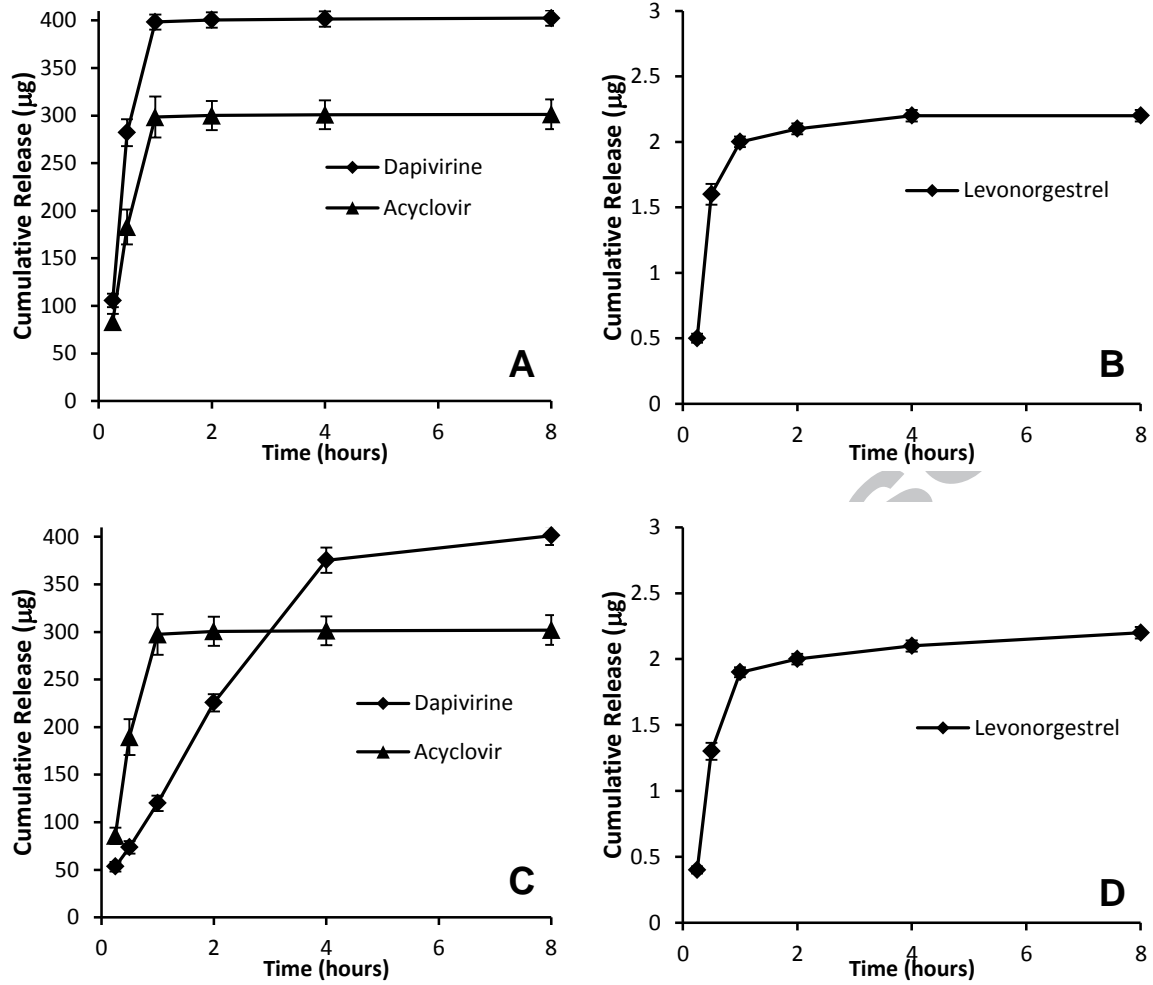 Cumulative Release (µg)
400
350
300
250
200
150
100
50
0
Dapivirine
Acyclovir
A
0 2 4 6 8
Time (hours)
Cumulative Release (µg)
3
2.5
2
1.5
1
0.5
0
Levonorgestrel
B
0 2 4 6 8
Time (hours)
Cumulative Release (µg)
400
350
300
250
200
150
100
50
0
Dapivirine
Acyclovir
C
0 2 4 6 8
Time (hours)
Cumulative Release (µg)
3
2.5
2
1.5
1
0.5
0
Levonorgestrel
D
0 2 4 6 8
Time (hours)